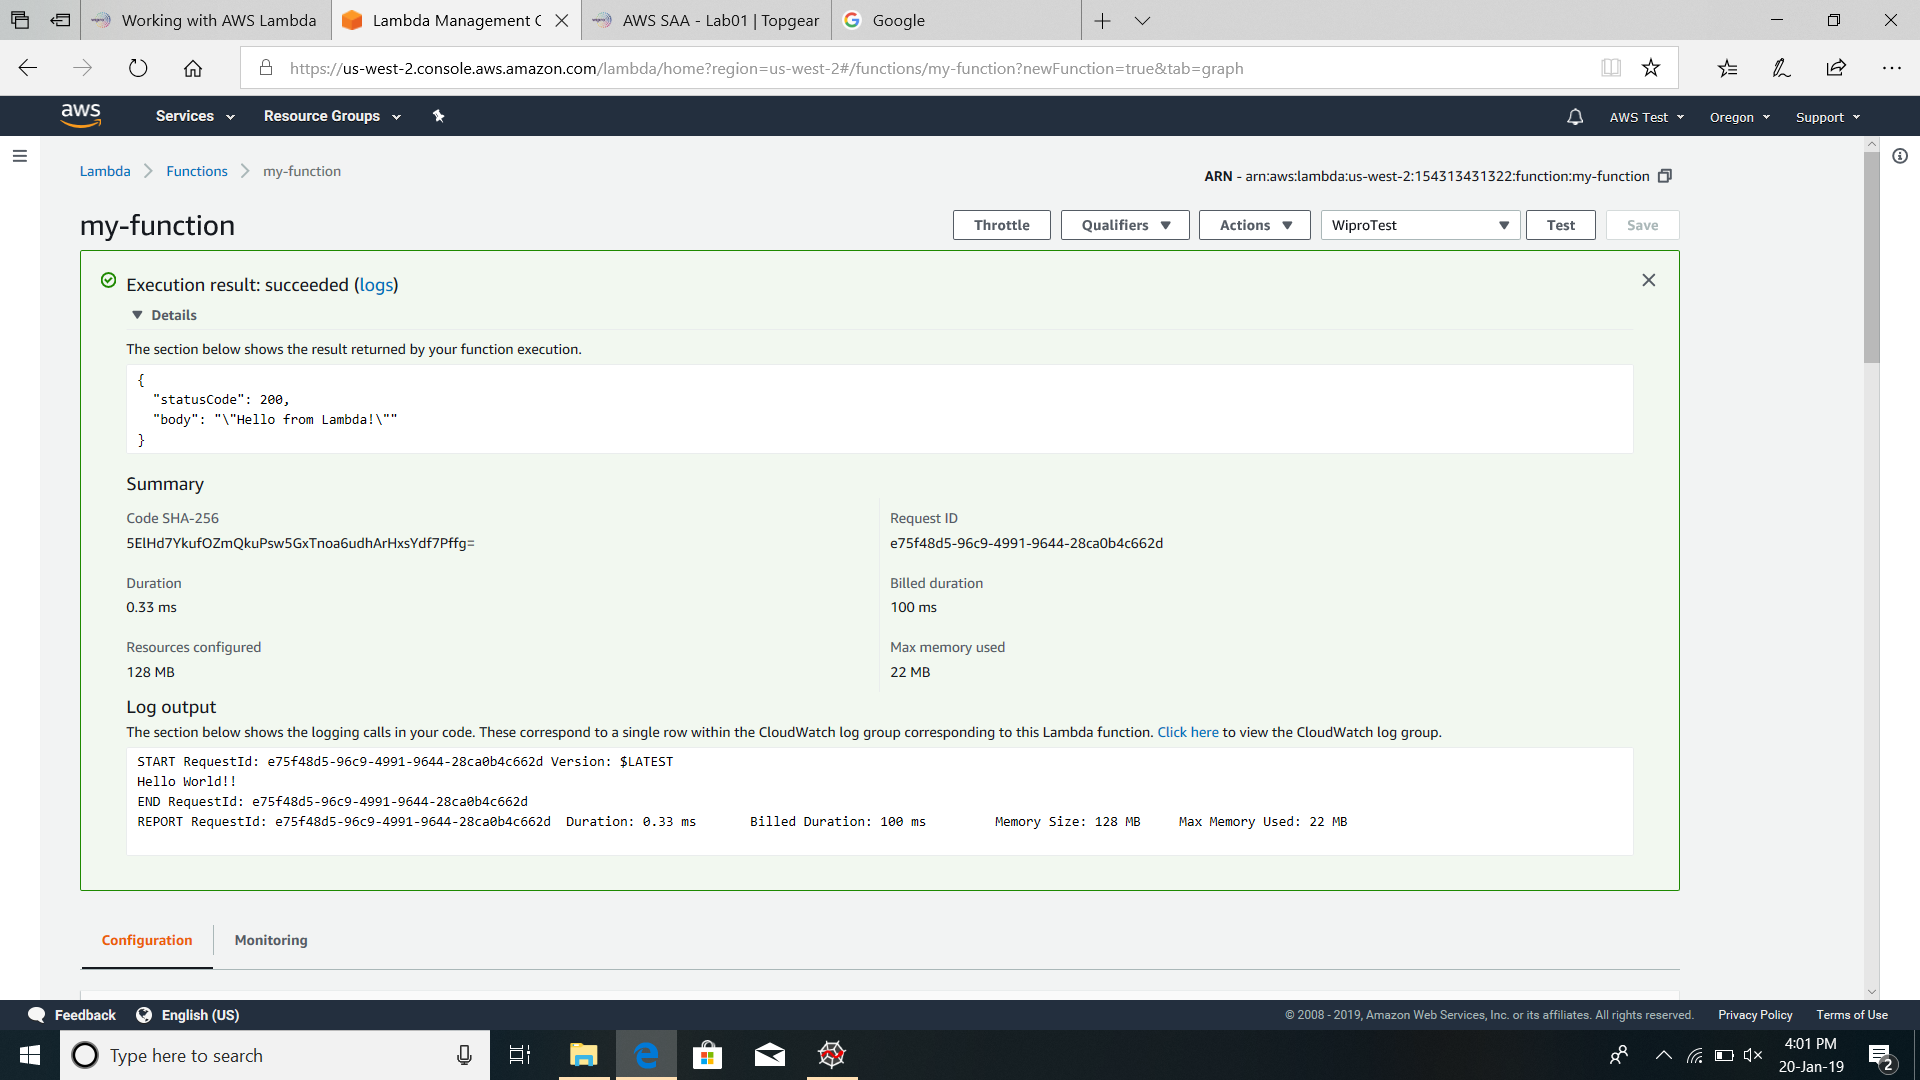 Working with AWS Lambda
Lambda Management C
AWS SAA - Lab01 | Topgear
Google
https://us-west-2.console.aws.amazon.com/lambda/home?region=us-west-2#/functions/my-function?newFunction=true&tab=graph
aws
Services
Resource Groups
AWS Test
Oregon
Support
Lambda
Functions
my-function
ARN - arn:aws:lambda:us-west-2:154313431322:function:my-function
my-function
Throttle
Qualifiers
Actions
WiproTest
Test
Save
Execution result: succeeded (logs)
Details
The section below shows the result returned by your function execution.
{
"statusCode": 200,
"body": "\"Hello from Lambda!\""
}
Summary
Code SHA-256
5ElHd7YkufOZmQkuPsw5GxTnoa6udhArHxsYdf7Pffg=
Request ID
e75f48d5-96c9-4991-9644-28ca0b4c662d
Duration
0.33 ms
Billed duration
100 ms
Resources configured
128 MB
Max memory used
22 MB
Log output
The section below shows the logging calls in your code. These correspond to a single row within the CloudWatch log group corresponding to this Lambda function. Click here to view the CloudWatch log group.
START RequestId: e75f48d5-96c9-4991-9644-28ca0b4c662d Version: $LATEST
Hello World!!
END RequestId: e75f48d5-96c9-4991-9644-28ca0b4c662d
REPORT RequestId: e75f48d5-96c9-4991-9644-28ca0b4c662d Duration: 0.33 ms Billed Duration: 100 ms Memory Size: 128 MB Max Memory Used: 22 MB
Configuration
Monitoring
Feedback
English (US)
© 2008 - 2019, Amazon Web Services, Inc. or its affiliates. All rights reserved.
Privacy Policy
Terms of Use
Type here to search
4:01 PM
20-Jan-19
2